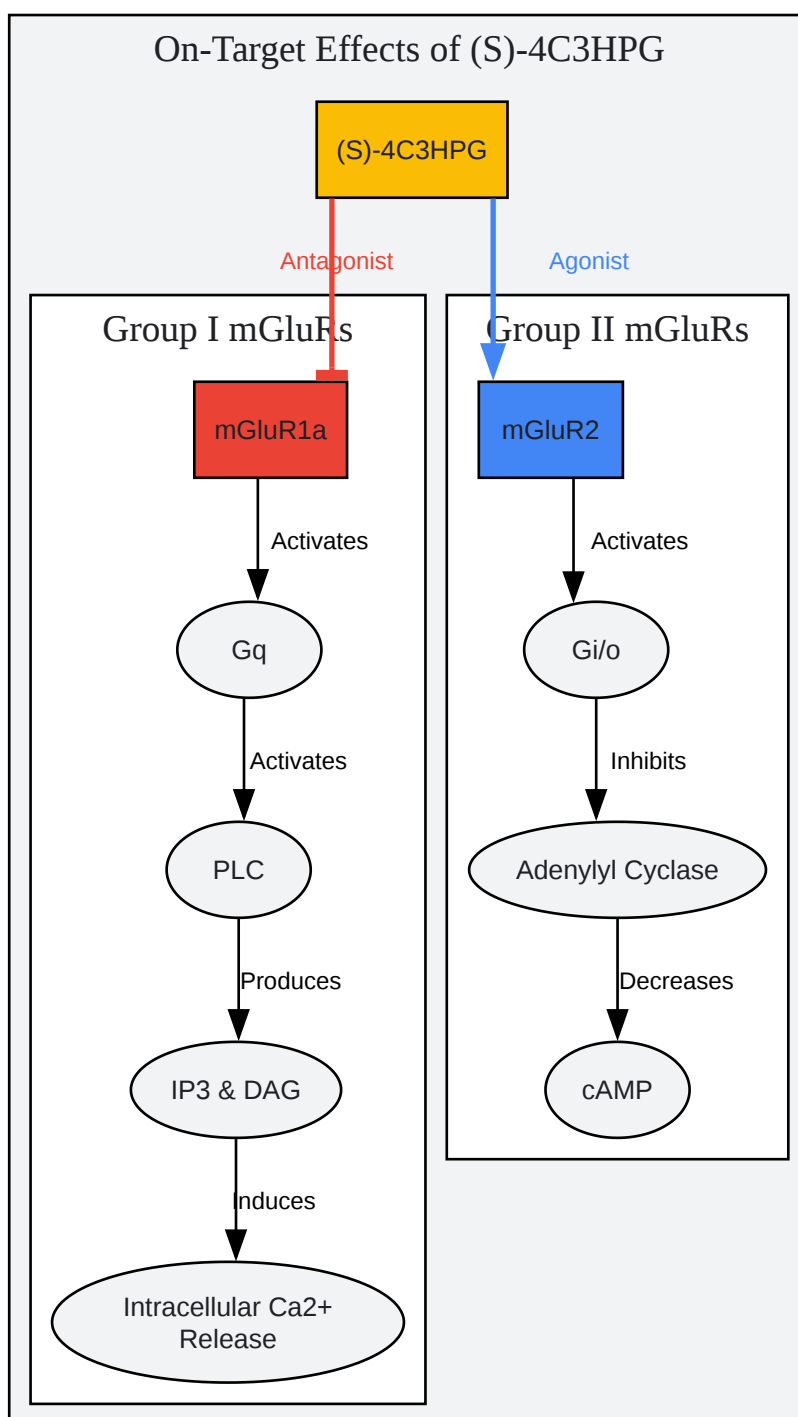 On-Target Effects of (S)-4C3HPG
(S)-4C3HPG
Antagonist
Agonist
Group I mGluRs
Group II mGluRs
mGluR1a
mGluR2
Activates
Activates
Gq
Gi/o
Activates
Inhibits
PLC
Adenylyl Cyclase
Produces
Decreases
IP3 & DAG
cAMP
Induces
Intracellular Ca2+
Release